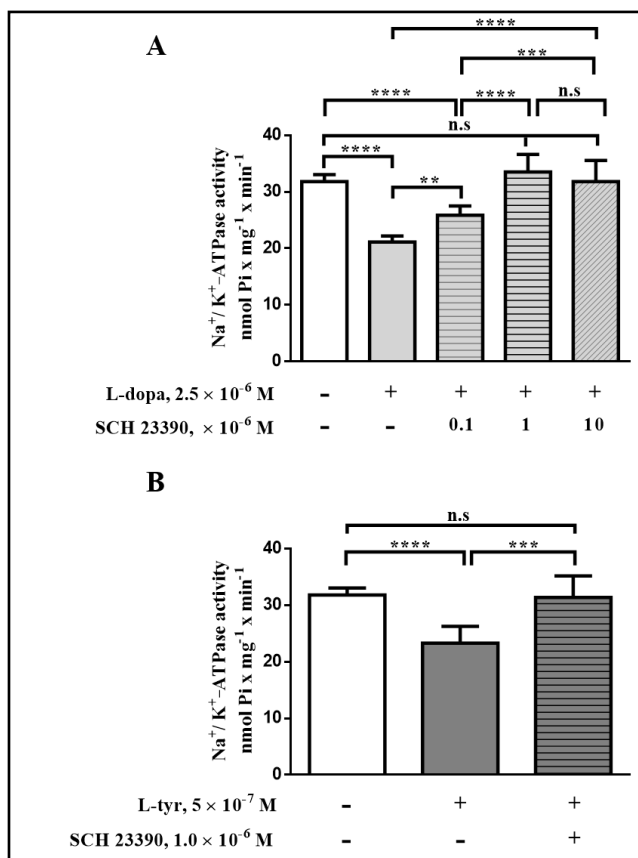 A
****
***
****
****
n.s
n.s
****
**
Na⁺/ K⁺–ATPase activity
nmol Pi x mg⁻¹ x min⁻¹
40
30
20
10
0
L-dopa, 2.5 × 10⁻⁶ M
- + + + +
SCH 23390, × 10⁻⁶ M
- - 0.1 1 10
B
n.s
****
***
Na⁺/ K⁺–ATPase activity
nmol Pi x mg⁻¹ x min⁻¹
40
30
20
10
0
L-tyr, 5 × 10⁻⁷ M
- + +
SCH 23390, 1.0 × 10⁻⁶ M
- - +